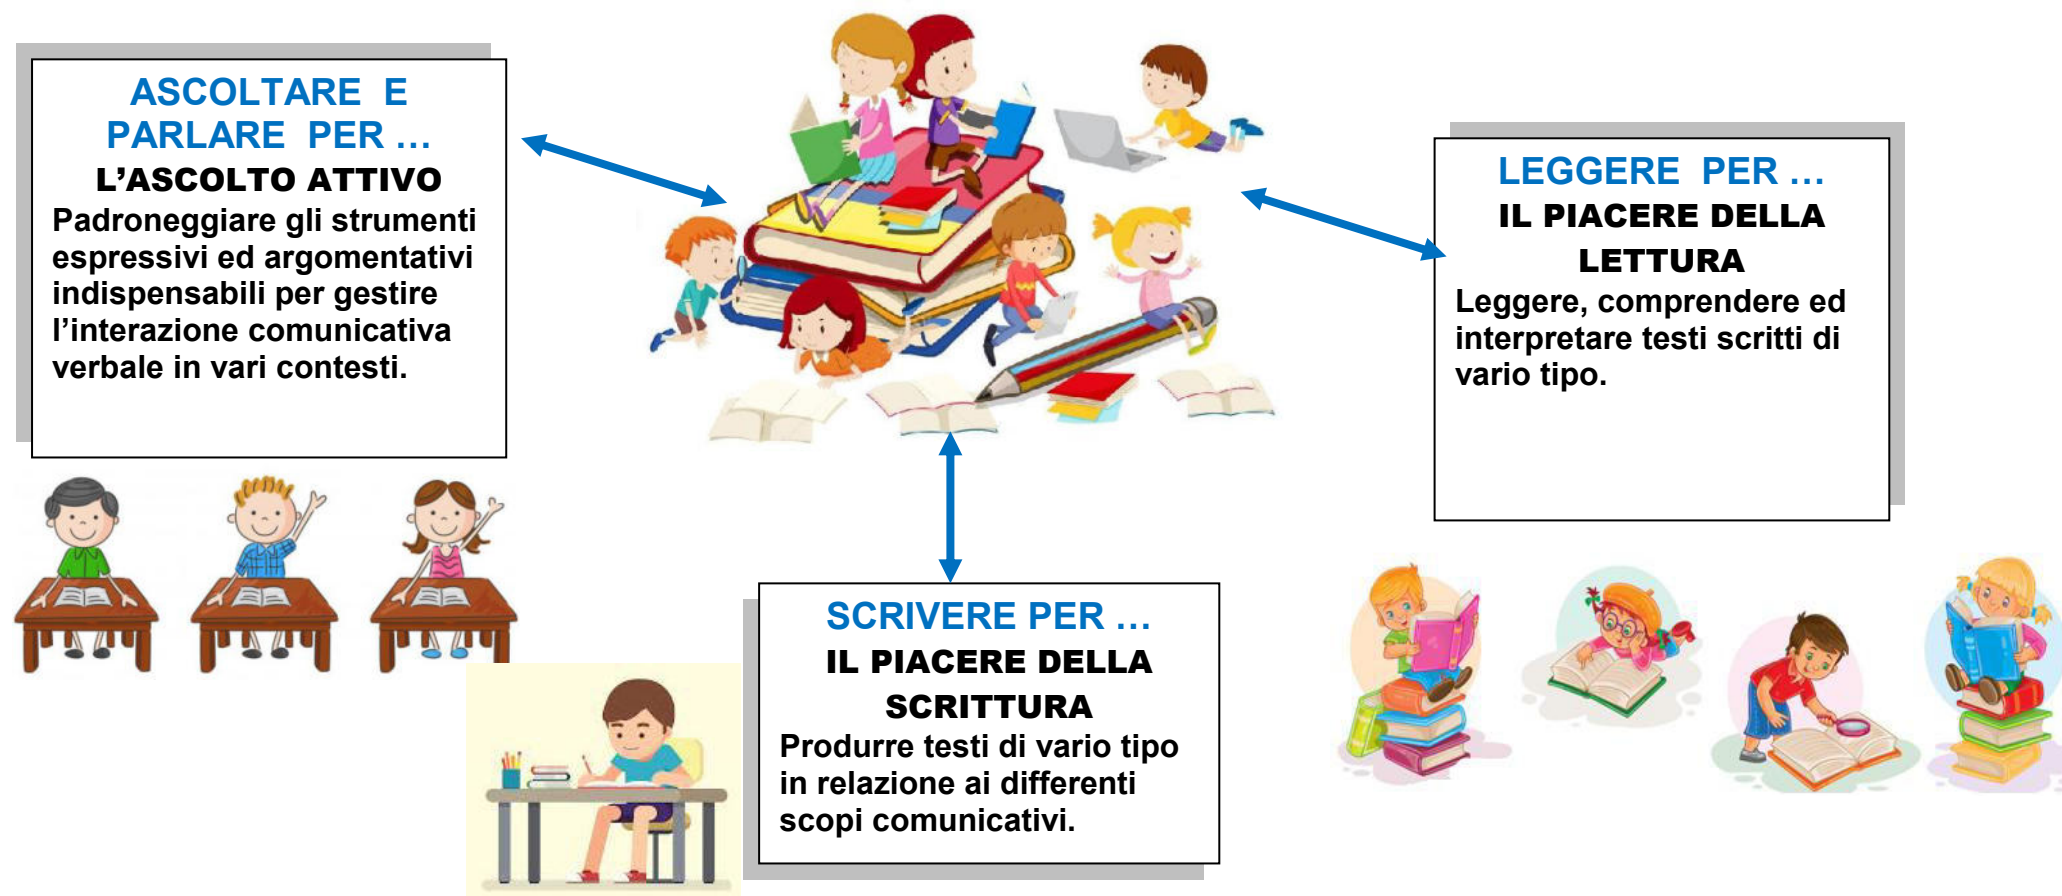 ASCOLTARE E
PARLARE PER …
L’ASCOLTO ATTIVO
Padroneggiare gli strumenti
espressivi ed argomentativi
indispensabili per gestire
l’interazione comunicativa
verbale in vari contesti.
LEGGERE PER …
IL PIACERE DELLA
LETTURA
Leggere, comprendere ed
interpretare testi scritti di
vario tipo.
SCRIVERE PER …
IL PIACERE DELLA
SCRITTURA
Produrre testi di vario tipo
in relazione ai differenti
scopi comunicativi.